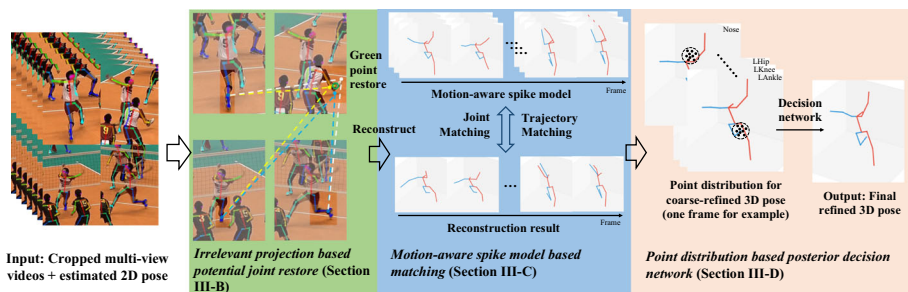 Input: Cropped multi-view
videos + estimated 2D pose
Green
point
restore
Irrelevant projection based
potential joint restore (Section
III-B)
Reconstruct
Motion-aware spike model
Frame
Joint
Matching
Trajectory
Matching
Reconstruction result
Frame
Motion-aware spike model based
matching (Section III-C)
Nose
LHip
LKnee
LAnkle
Decision
network
Point distribution for
coarse-refined 3D pose
(one frame for example)
Output: Final
refined 3D pose
Point distribution based posterior decision
network (Section III-D)